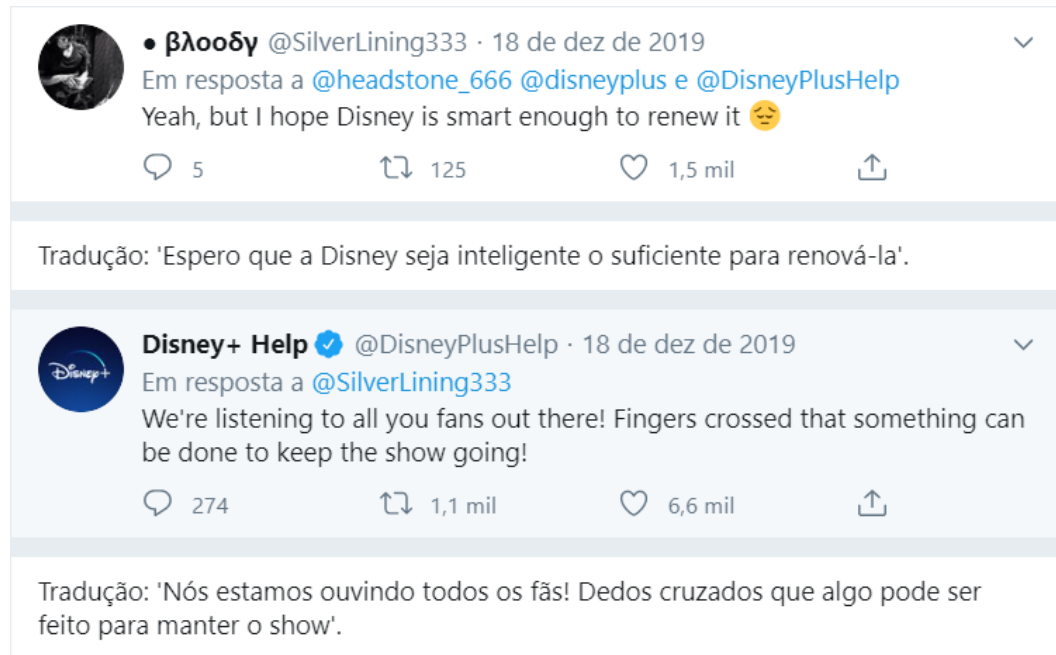 ● βλooδγ @SilverLining333 · 18 de dez de 2019
Em resposta a @headstone_666 @disneyplus e @DisneyPlusHelp
Yeah, but I hope Disney is smart enough to renew it 😔
5 125 1,5 mil
Tradução: 'Espero que a Disney seja inteligente o suficiente para renová-la'.
Disney+ Help @DisneyPlusHelp · 18 de dez de 2019
Disney+
Em resposta a @SilverLining333
We're listening to all you fans out there! Fingers crossed that something can
be done to keep the show going!
274 1,1 mil 6,6 mil
Tradução: 'Nós estamos ouvindo todos os fãs! Dedos cruzados que algo pode ser
feito para manter o show'.